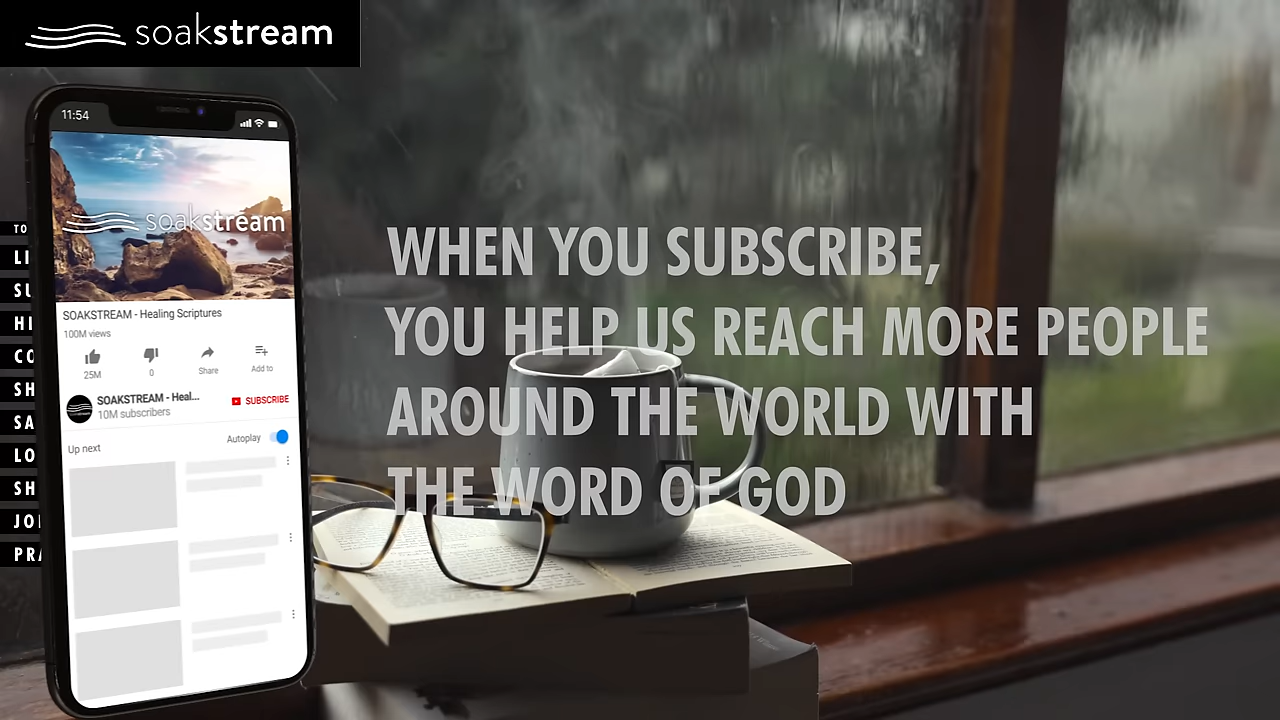 soakstream
11:54
soakstream
SOAKSTREAM - Healing Scriptures
100M views
25M
0
Share
Add to
SOAKSTREAM - Heal...
10M subscribers
SUBSCRIBE
Up next
Autoplay
WHEN YOU SUBSCRIBE,
YOU HELP US REACH MORE PEOPLE
AROUND THE WORLD WITH
THE WORD OF GOD